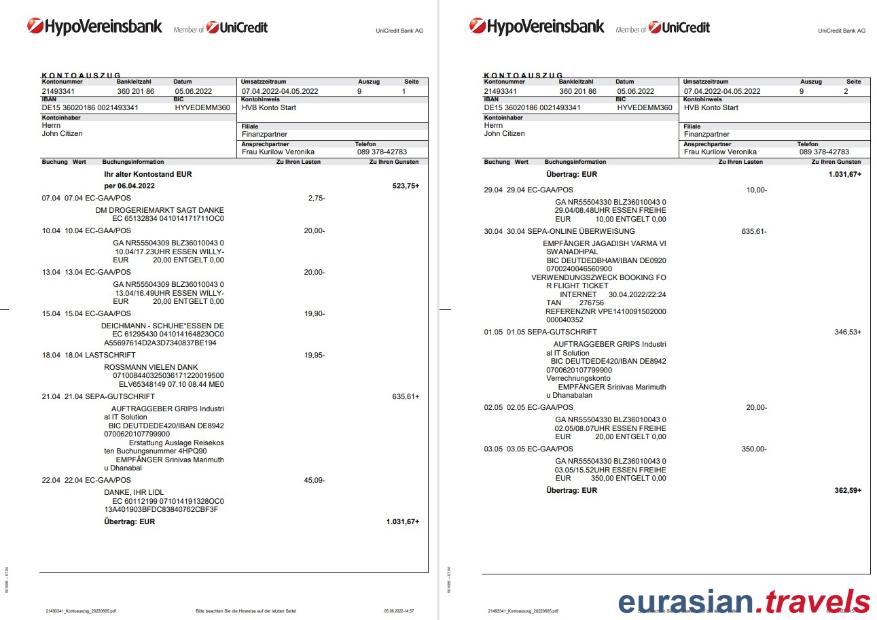 HypoVereinsbank Member of UniCredit UniCredit Bank AG
KONTOAUSZUG
Kontonummer Bankleitzahl Datum Umsatzzeitraum Auszug Seite
21493341 360 201 86 05.06.2022 07.04.2022-04.05.2022 9 1
IBAN BIC Kontohinweis
DE15 36020186 0021493341 HYVEDEMM360 HVB Konto Start
Kontoinhaber
Herrn Filiale
John Citizen Finanzpartner
Ansprechpartner Telefon
Frau Kurilow Veronika 089 378-42783
Buchung Wert Buchungsinformation Zu Ihren Lasten Zu Ihren Gunsten
Ihr alter Kontostand EUR
per 06.04.2022 523,75+
07.04 07.04 EC-GAA/POS 2,75-
DM DROGERIEMARKT SAGT DANKE
EC 65132834 041014171711OC0
10.04 10.04 EC-GAA/POS 20,00-
GA NR55504309 BLZ36010043 0
10.04/17.23UHR ESSEN WILLY-
EUR 20,00 ENTGELT 0,00
13.04 13.04 EC-GAA/POS 20,00-
GA NR55504309 BLZ36010043 0
13.04/16.49UHR ESSEN WILLY-
EUR 20,00 ENTGELT 0,00
15.04 15.04 EC-GAA/POS 19,90-
DEICHMANN - SCHUHE*ESSEN DE
EC 61295430 041014164823OC0
A55697614D2A3D7340837BE194
18.04 18.04 LASTSCHRIFT 19,95-
ROSSMANN VIELEN DANK
071008440325036171220019500
ELV65348149 07.10 08.44 ME0
21.04 21.04 SEPA-GUTSCHRIFT 635,61+
AUFTRAGGEBER GRIPS Industri
al IT Solution
BIC DEUTDEDE420/IBAN DE8942
0700620107799900
Erstattung Auslage Reisekos
ten Buchungsnummer 4HPQ90
EMPFÄNGER Srinivas Marimuth
u Dhanabal
22.04 22.04 EC-GAA/POS 45,09-
DANKE, IHR LIDL
EC 60112199 071014191328OC0
13A401903BFDC83840762CBF3F
Übertrag: EUR 1.031,67+
21493341_Kontoauszug_20220605.pdf Bitte beachten Sie die Hinweise auf der letzten Seite!
HypoVereinsbank Member of UniCredit UniCredit Bank AG
KONTOAUSZUG
Kontonummer Bankleitzahl Datum Umsatzzeitraum Auszug Seite
21493341 360 201 86 05.06.2022 07.04.2022-04.05.2022 9 2
IBAN BIC Kontohinweis
DE15 36020186 0021493341 HYVEDEMM360 HVB Konto Start
Kontoinhaber
Herrn Filiale
John Citizen Finanzpartner
Ansprechpartner Telefon
Frau Kurilow Veronika 089 378-42783
Buchung Wert Buchungsinformation Zu Ihren Lasten Zu Ihren Gunsten
Übertrag: EUR 1.031,67+
29.04 29.04 EC-GAA/POS 10,00-
GA NR55504330 BLZ36010043 0
29.04/08.48UHR ESSEN FREIHE
EUR 10,00 ENTGELT 0,00
30.04 30.04 SEPA-ONLINE ÜBERWEISUNG 635,61-
EMPFÄNGER JAGADISH VARMA VI
SWANADHPAL
BIC DEUTDEDBHAM/IBAN DE0920
0700240046560900
VERWENDUNGSZWECK BOOKING FO
R FLIGHT TICKET
INTERNET 30.04.2022/22:24
TAN 276756
REFERENZNR VPE1410091502000
000040352
01.05 01.05 SEPA-GUTSCHRIFT 346,53+
AUFTRAGGEBER GRIPS Industri
al IT Solution
BIC DEUTDEDE420/IBAN DE8942
0700620107799900
Verrechnungskonto
EMPFÄNGER Srinivas Marimuth
u Dhanabalan
02.05 02.05 EC-GAA/POS 20,00-
GA NR55504330 BLZ36010043 0
02.05/08.07UHR ESSEN FREIHE
EUR 20,00 ENTGELT 0,00
03.05 03.05 EC-GAA/POS 350,00-
GA NR55504330 BLZ36010043 0
03.05/15.52UHR ESSEN FREIHE
EUR 350,00 ENTGELT 0,00
Übertrag: EUR 362,59+
21493341_Kontoauszug_20220605.pdf
eurasian.travels